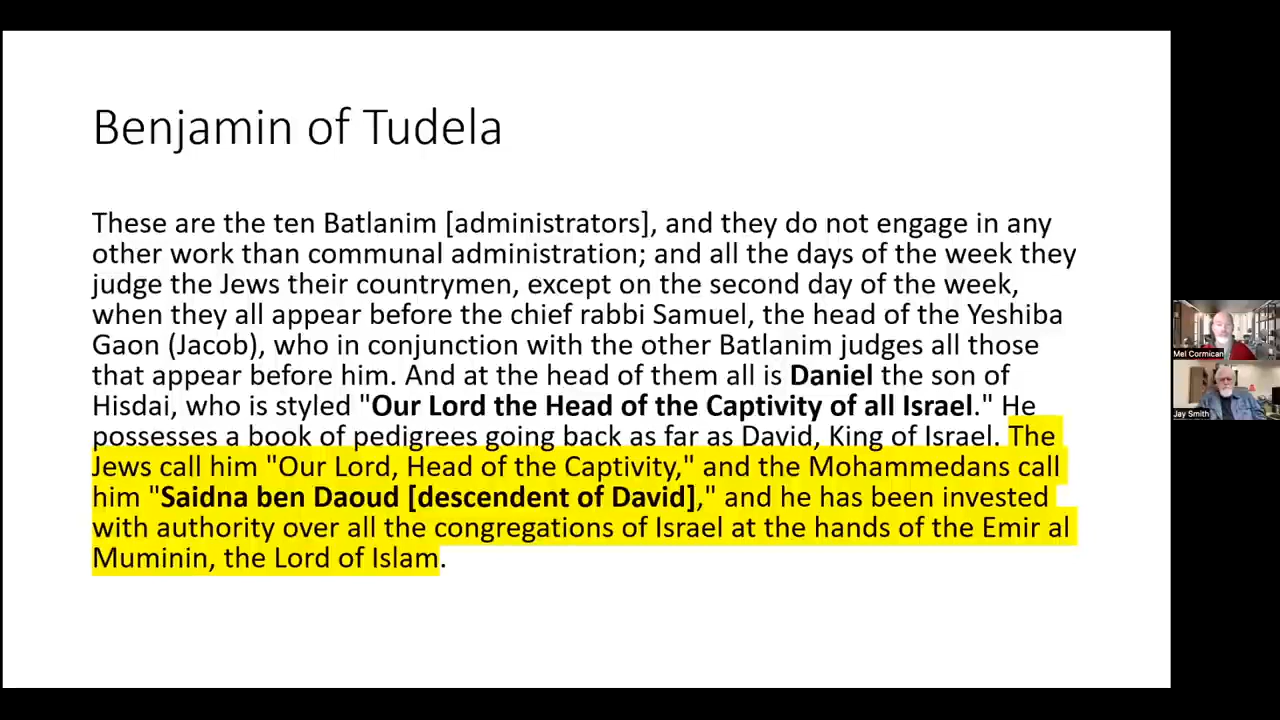 Benjamin of Tudela
These are the ten Batlanim [administrators], and they do not engage in any
other work than communal administration; and all the days of the week they
judge the Jews their countrymen, except on the second day of the week,
when they all appear before the chief rabbi Samuel, the head of the Yeshiba
Gaon (Jacob), who in conjunction with the other Batlanim judges all those
that appear before him. And at the head of them all is Daniel the son of
Hisdai, who is styled "Our Lord the Head of the Captivity of all Israel." He
possesses a book of pedigrees going back as far as David, King of Israel. The
Jews call him "Our Lord, Head of the Captivity," and the Mohammedans call
him "Saidna ben Daoud [descendent of David]," and he has been invested
with authority over all the congregations of Israel at the hands of the Emir al
Muminin, the Lord of Islam.
Mel Cormican
Jay Smith